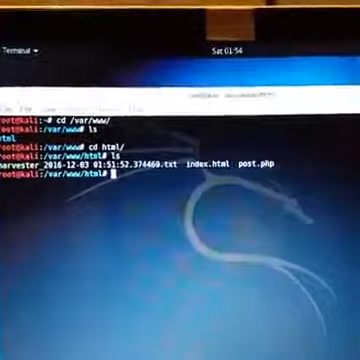 Terminal
Sat 01:54
root@kali:~# cd /var/www/
root@kali:/var/www# ls
html
root@kali:/var/www# cd html/
root@kali:/var/www/html# ls
harvester_2016-12-03 01:51:52.374469.txt index.html post.php
root@kali:/var/www/html#